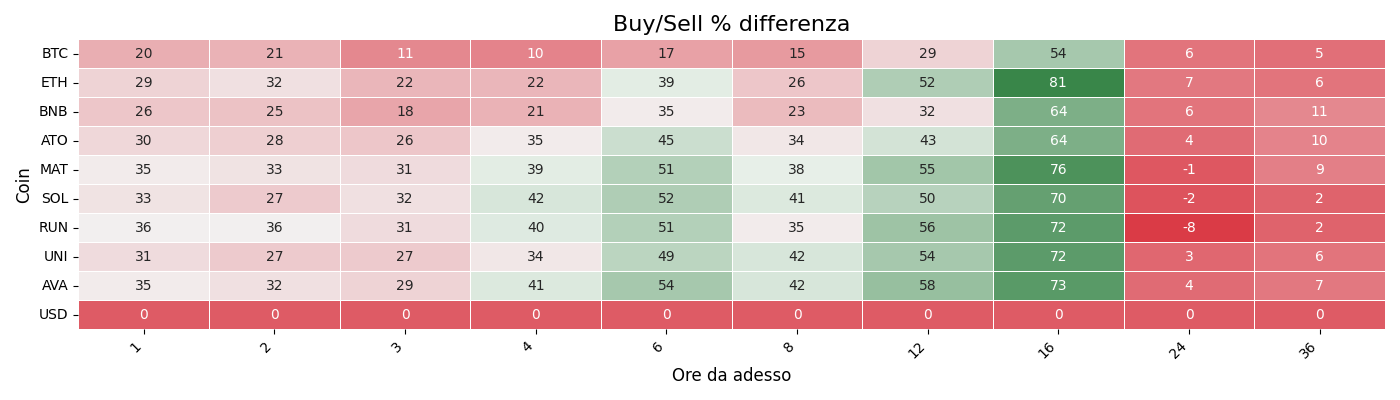 Buy/Sell % differenza
Coin
BTC 20 21 11 10 17 15 29 54 6 5
ETH 29 32 22 22 39 26 52 81 7 6
BNB 26 25 18 21 35 23 32 64 6 11
ATO 30 28 26 35 45 34 43 64 4 10
MAT 35 33 31 39 51 38 55 76 -1 9
SOL 33 27 32 42 52 41 50 70 -2 2
RUN 36 36 31 40 51 35 56 72 -8 2
UNI 31 27 27 34 49 42 54 72 3 6
AVA 35 32 29 41 54 42 58 73 4 7
USD 0 0 0 0 0 0 0 0 0 0
1 2 3 4 6 8 12 16 24 36
Ore da adesso